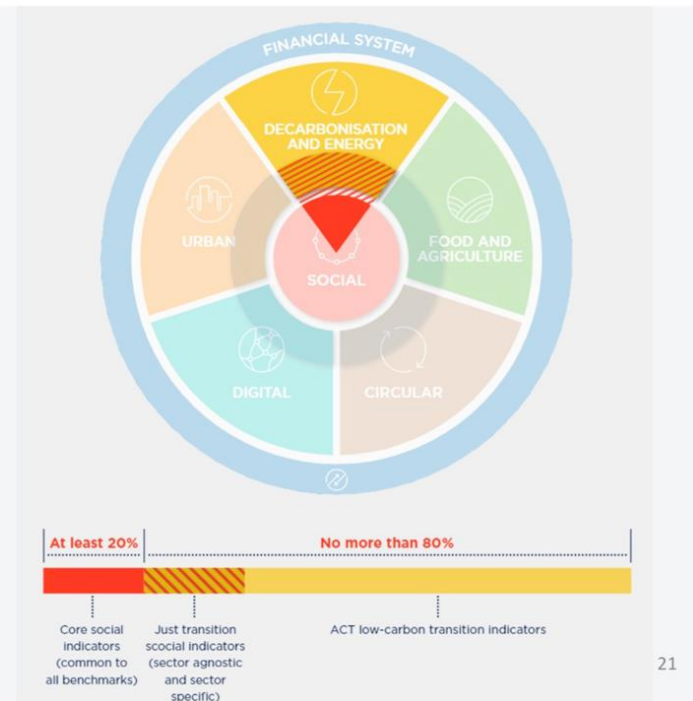 FINANCIAL SYSTEM
DECARBONISATION
AND ENERGY
URBAN
FOOD AND
AGRICULTURE
SOCIAL
DIGITAL
CIRCULAR
At least 20%
No more than 80%
Core social
indicators
(common to
all benchmarks)
Just transition
scocial indicators
(sector agnostic
and sector
specific)
ACT low-carbon transition indicators
21